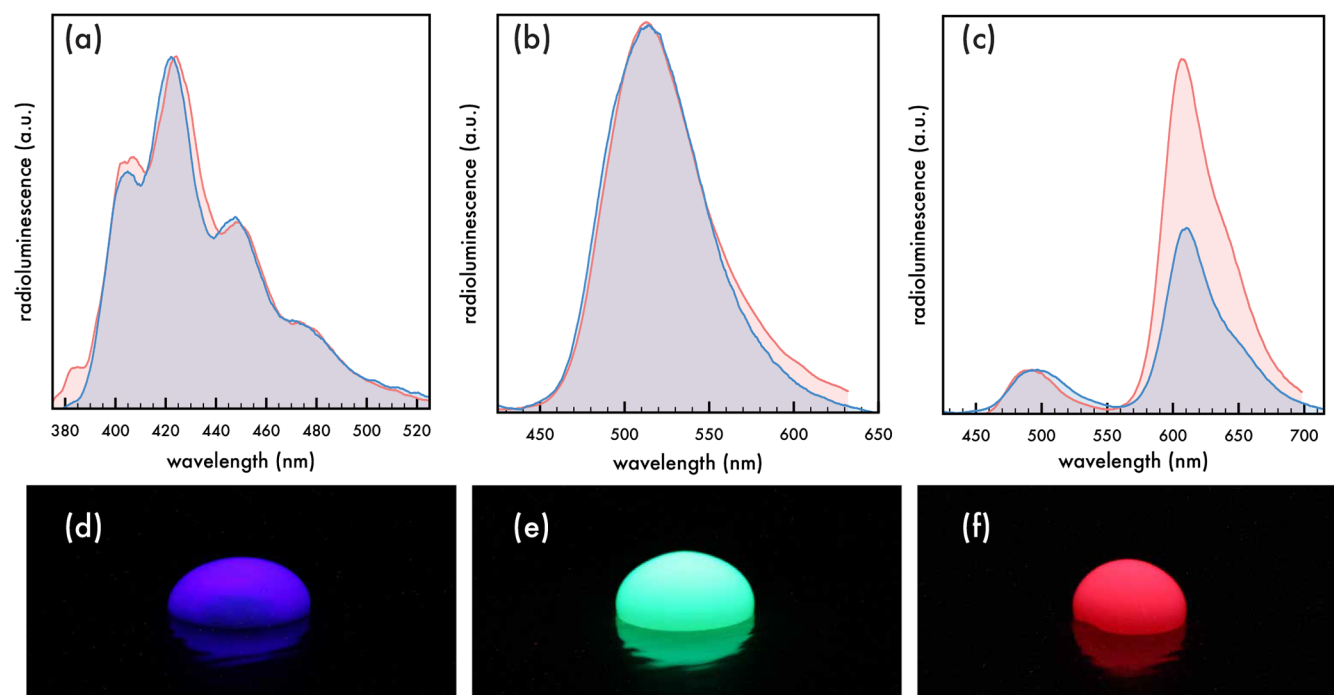 (a)
radioluminescence (a.u.)
380 400 420 440 460 480 500 520
wavelength (nm)
(b)
radioluminescence (a.u.)
450 500 550 600 650
wavelength (nm)
(c)
radioluminescence (a.u.)
450 500 550 600 650 700
wavelength (nm)
(d)
(e)
(f)